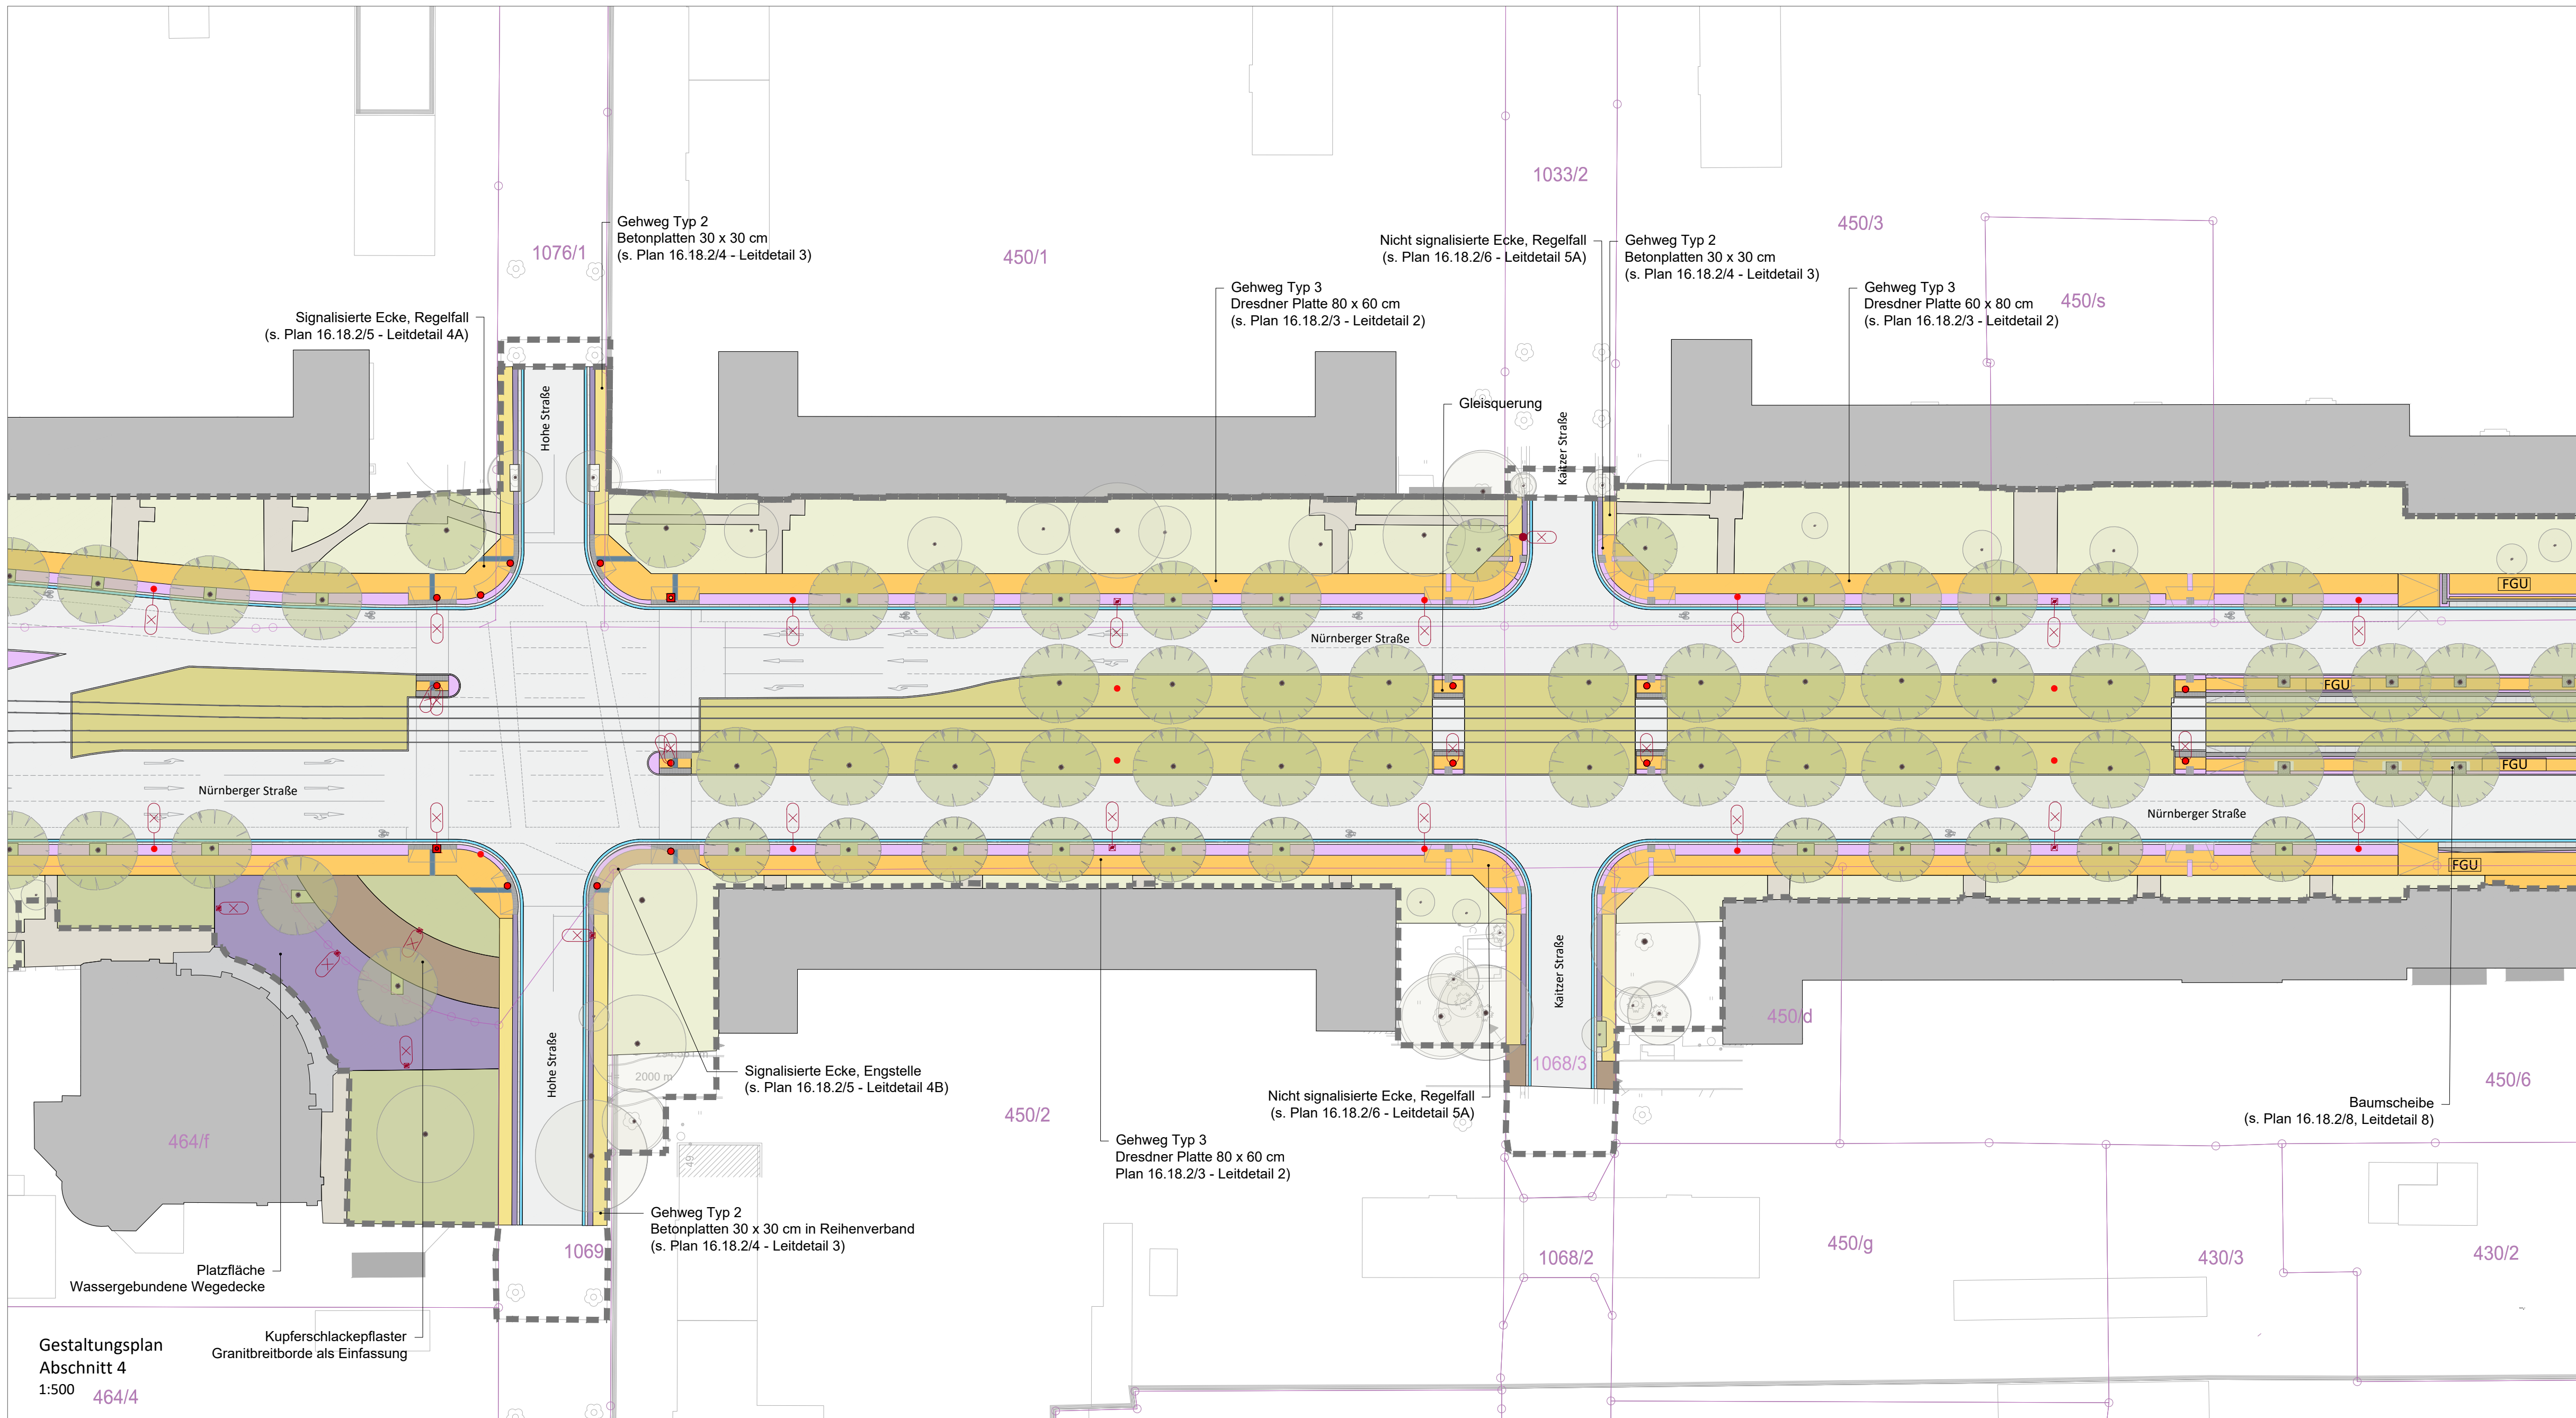 1033/2
450/3
Gehweg Typ 2
Betonplatten 30 x 30 cm
(s. Plan 16.18.2/4 - Leitdetail 3)
1076/1
450/1
Nicht signalisierte Ecke, Regelfall
(s. Plan 16.18.2/6 - Leitdetail 5A)
Gehweg Typ 2
Betonplatten 30 x 30 cm
(s. Plan 16.18.2/4 - Leitdetail 3)
Gehweg Typ 3
Dresdner Platte 80 x 60 cm
(s. Plan 16.18.2/3 - Leitdetail 2)
Gehweg Typ 3
Dresdner Platte 60 x 80 cm
(s. Plan 16.18.2/3 - Leitdetail 2)
450/s
Signalisierte Ecke, Regelfall
(s. Plan 16.18.2/5 - Leitdetail 4A)
Hohe Straße
Gleisquerung
Kaitzer Straße
FGU
Nürnberger Straße
FGU
FGU
Nürnberger Straße
Nürnberger Straße
FGU
Kaitzer Straße
450/d
Hohe Straße
2000 m
1068/3
Signalisierte Ecke, Engstelle
(s. Plan 16.18.2/5 - Leitdetail 4B)
450/2
Nicht signalisierte Ecke, Regelfall
(s. Plan 16.18.2/6 - Leitdetail 5A)
450/6
Baumscheibe
(s. Plan 16.18.2/8, Leitdetail 8)
464/f
49
Gehweg Typ 3
Dresdner Platte 80 x 60 cm
Plan 16.18.2/3 - Leitdetail 2)
Gehweg Typ 2
Betonplatten 30 x 30 cm in Reihenverband
(s. Plan 16.18.2/4 - Leitdetail 3)
1069
1068/2
450/g
430/3
430/2
Platzfläche
Wassergebundene Wegedecke
Kupferschlackepflaster
Granitbreitborde als Einfassung
Gestaltungsplan
Abschnitt 4
1:500
464/4